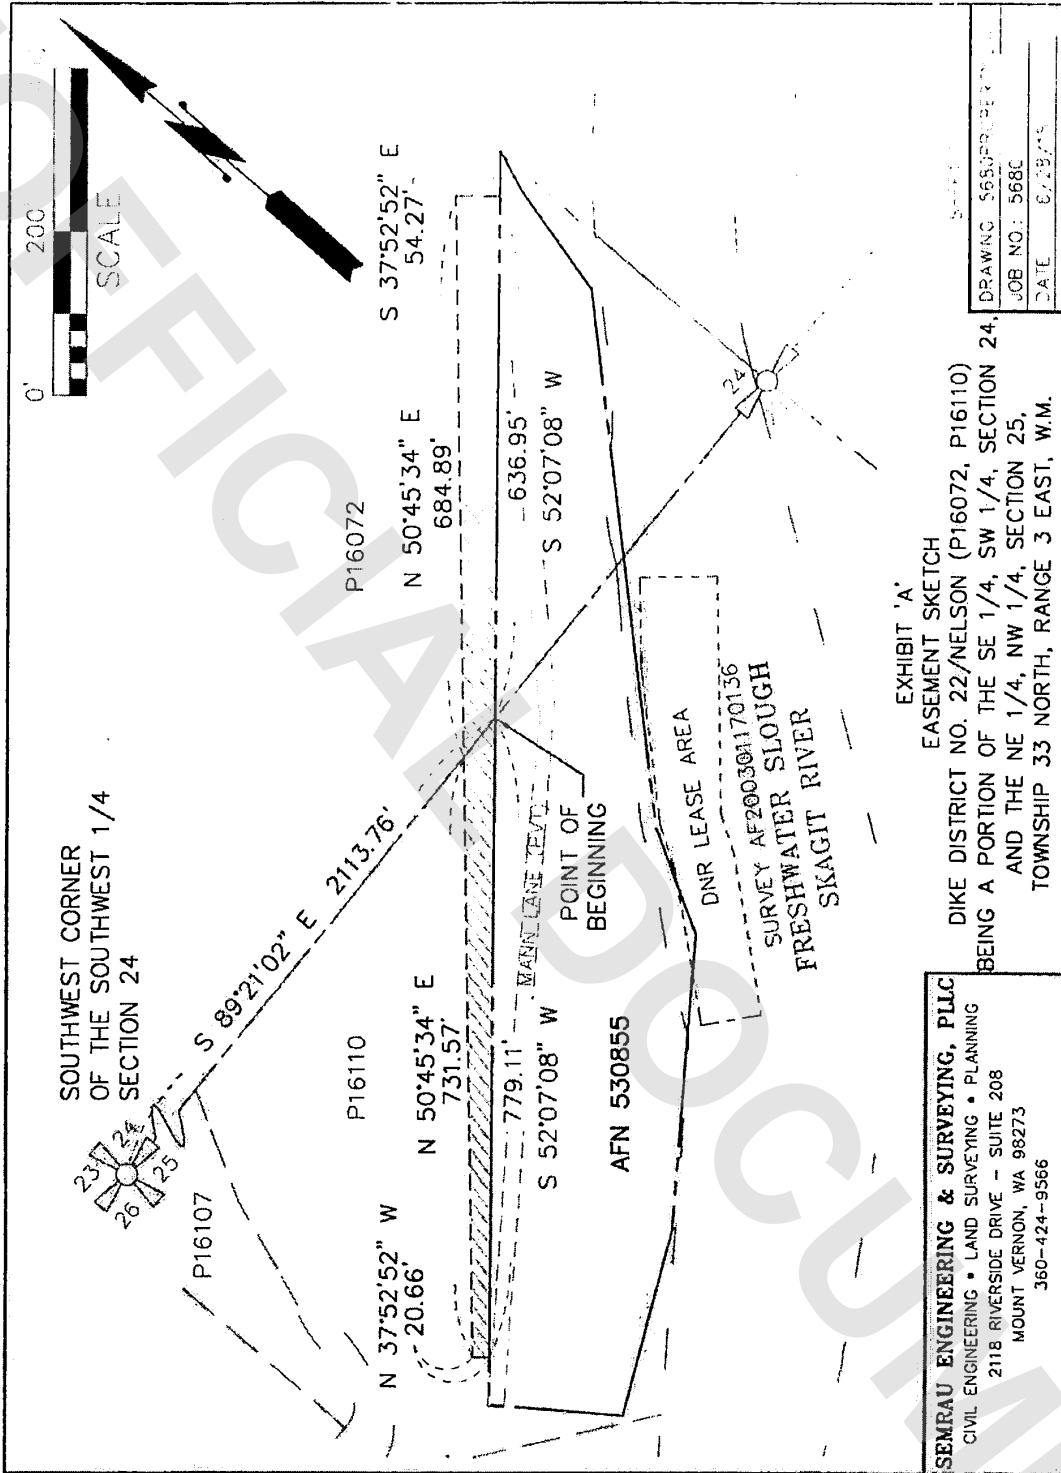 SOUTHWEST CORNER
OF THE SOUTHWEST 1/4
SECTION 24
0'
200'
SCALE
23
24
26
25
S 89°21'02" E 2113.76'
P16107
P16110
P16072
N 37°52'52" W
20.66'
N 50°45'34" E
731.57'
N 50°45'34" E
684.89'
S 37°52'52" E
54.27'
779.11'
S 52°07'08" W
MANN LANE (PVT)
636.95'
S 52°07'08" W
POINT OF
BEGINNING
AFN 530855
DNR LEASE AREA
SURVEY AF200301170136
FRESHWATER SLOUGH
SKAGIT RIVER
24
EXHIBIT 'A'
EASEMENT SKETCH
DIKE DISTRICT NO. 22/NELSON (P16072, P16110)
BEING A PORTION OF THE SE 1/4, SW 1/4, SECTION 24,
AND THE NE 1/4, NW 1/4, SECTION 25,
TOWNSHIP 33 NORTH, RANGE 3 EAST, W.M.
SEMRAU ENGINEERING & SURVEYING, PLLC
CIVIL ENGINEERING • LAND SURVEYING • PLANNING
2118 RIVERSIDE DRIVE - SUITE 208
MOUNT VERNON, WA 98273
360-424-9566
DRAWING
JOB NO.: 5680
DATE
OFFICIAL DOCUM